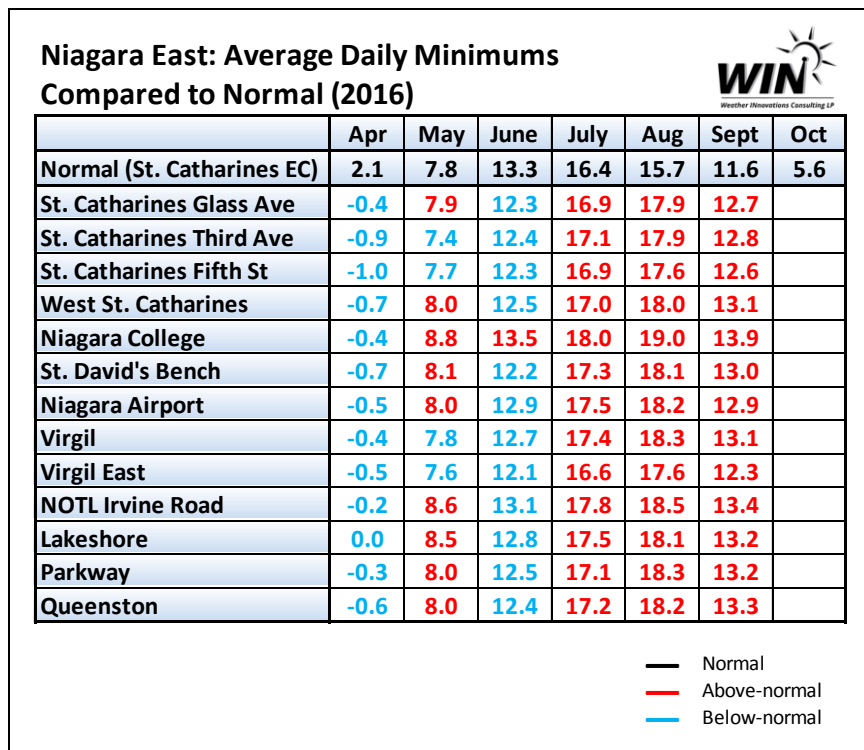 Niagara East: Average Daily Minimums
Compared to Normal (2016)
WIN
Weather INnovations Consulting LP
Apr May June July Aug Sept Oct
Normal (St. Catharines EC) 2.1 7.8 13.3 16.4 15.7 11.6 5.6
St. Catharines Glass Ave -0.4 7.9 12.3 16.9 17.9 12.7
St. Catharines Third Ave -0.9 7.4 12.4 17.1 17.9 12.8
St. Catharines Fifth St -1.0 7.7 12.3 16.9 17.6 12.6
West St. Catharines -0.7 8.0 12.5 17.0 18.0 13.1
Niagara College -0.4 8.8 13.5 18.0 19.0 13.9
St. David's Bench -0.7 8.1 12.2 17.3 18.1 13.0
Niagara Airport -0.5 8.0 12.9 17.5 18.2 12.9
Virgil -0.4 7.8 12.7 17.4 18.3 13.1
Virgil East -0.5 7.6 12.1 16.6 17.6 12.3
NOTL Irvine Road -0.2 8.6 13.1 17.8 18.5 13.4
Lakeshore 0.0 8.5 12.8 17.5 18.1 13.2
Parkway -0.3 8.0 12.5 17.1 18.3 13.2
Queenston -0.6 8.0 12.4 17.2 18.2 13.3
Normal
Above-normal
Below-normal